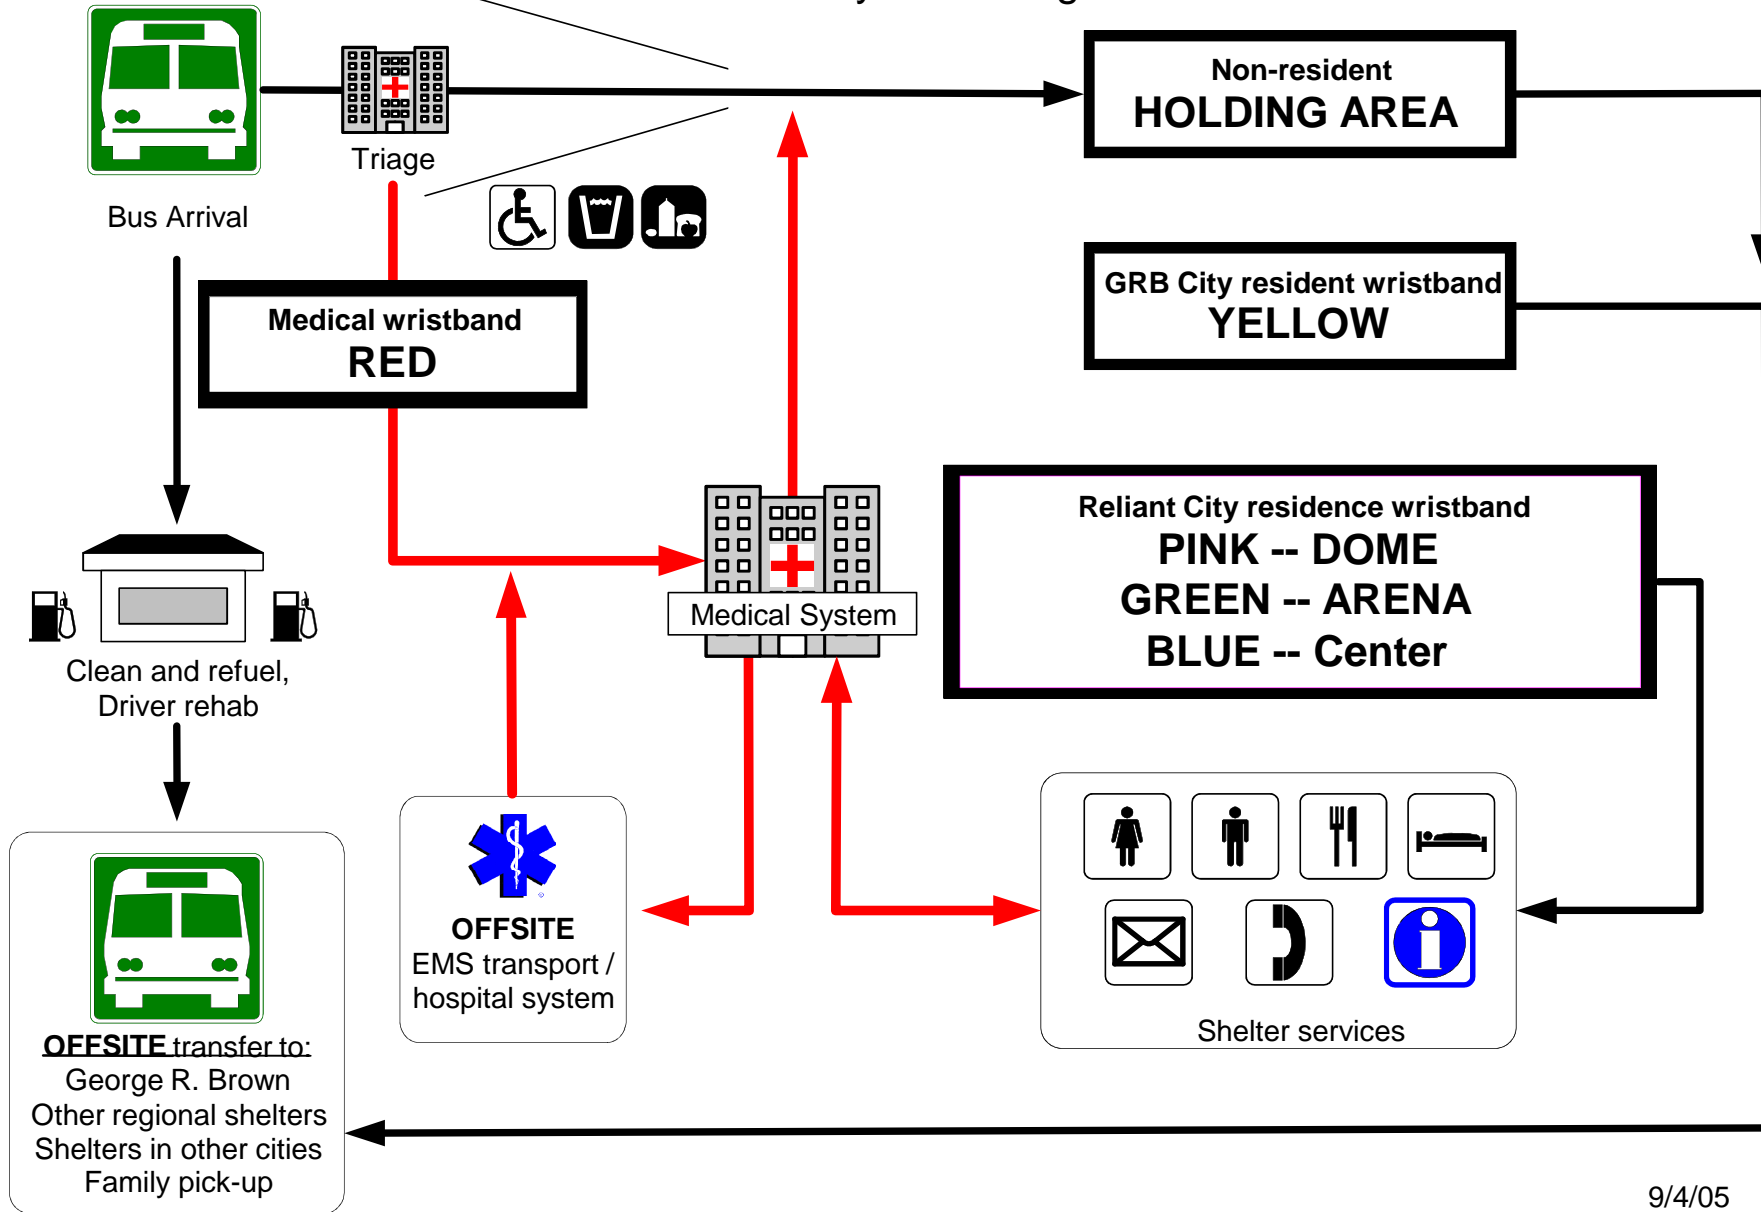 Triage
Bus Arrival
Non-resident
HOLDING AREA
GRB City resident wristband
YELLOW
Medical wristband
RED
Reliant City residence wristband
PINK -- DOME
GREEN -- ARENA
BLUE -- Center
Medical System
Clean and refuel,
Driver rehab
OFFSITE
EMS transport /
hospital system
Shelter services
OFFSITE transfer to:
George R. Brown
Other regional shelters
Shelters in other cities
Family pick-up
9/4/05